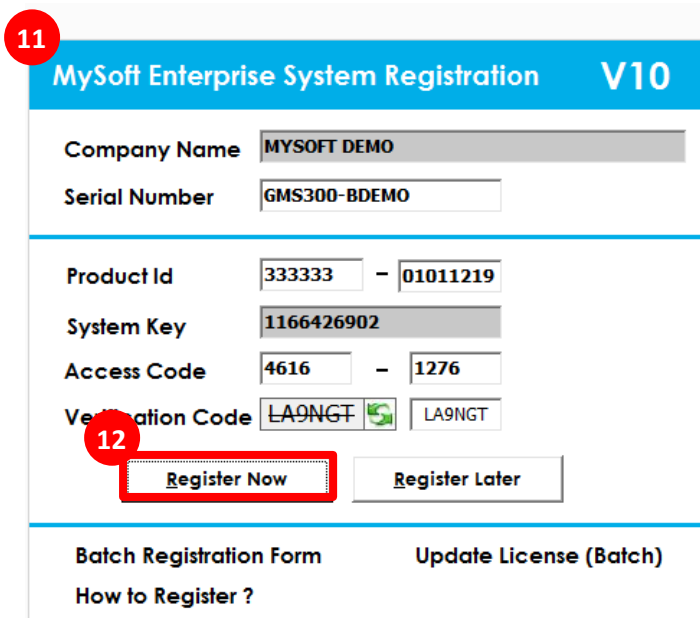 11
MySoft Enterprise System Registration V10
Company Name MYSOFT DEMO
Serial Number GMS300-BDEMO
Product Id 333333 - 01011219
System Key 1166426902
Access Code 4616 - 1276
Verification Code LA9NGT LA9NGT
12
Register Now Register Later
Batch Registration Form Update License (Batch)
How to Register ?